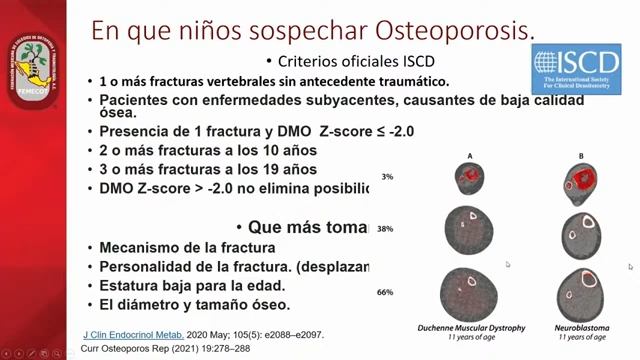 En que niños sospechar Osteoporosis.
• Criterios oficiales ISCD
• 1 o más fracturas vertebrales sin antecedente traumático.
• Pacientes con enfermedades subyacentes, causantes de baja calidad
ósea.
• Presencia de 1 fractura y DMO Z-score ≤ -2.0
• 2 o más fracturas a los 10 años
• 3 o más fracturas a los 19 años
• DMO Z-score > -2.0 no elimina posibilid
• Que más toma
• Mecanismo de la fractura
• Personalidad de la fractura. (desplazan
• Estatura baja para la edad.
• El diámetro y tamaño óseo.
J Clin Endocrinol Metab. 2020 May; 105(5): e2088–e2097.
Curr Osteoporos Rep (2021) 19:278–288
FEMECOT
ISCD
The International Society
For Clinical Densitometry
A B
3%
38%
66%
Duchenne Muscular Dystrophy
11 years of age
Neuroblastoma
11 years of age